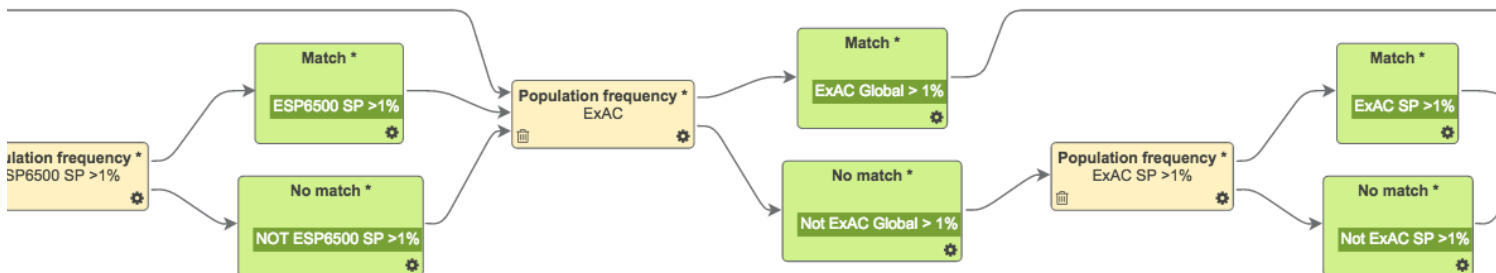 ulation frequency *
SP6500 SP >1%
Match *
ESP6500 SP >1%
No match *
NOT ESP6500 SP >1%
Population frequency *
ExAC
Match *
ExAC Global > 1%
No match *
Not ExAC Global > 1%
Population frequency *
ExAC SP >1%
Match *
ExAC SP >1%
No match *
Not ExAC SP >1%